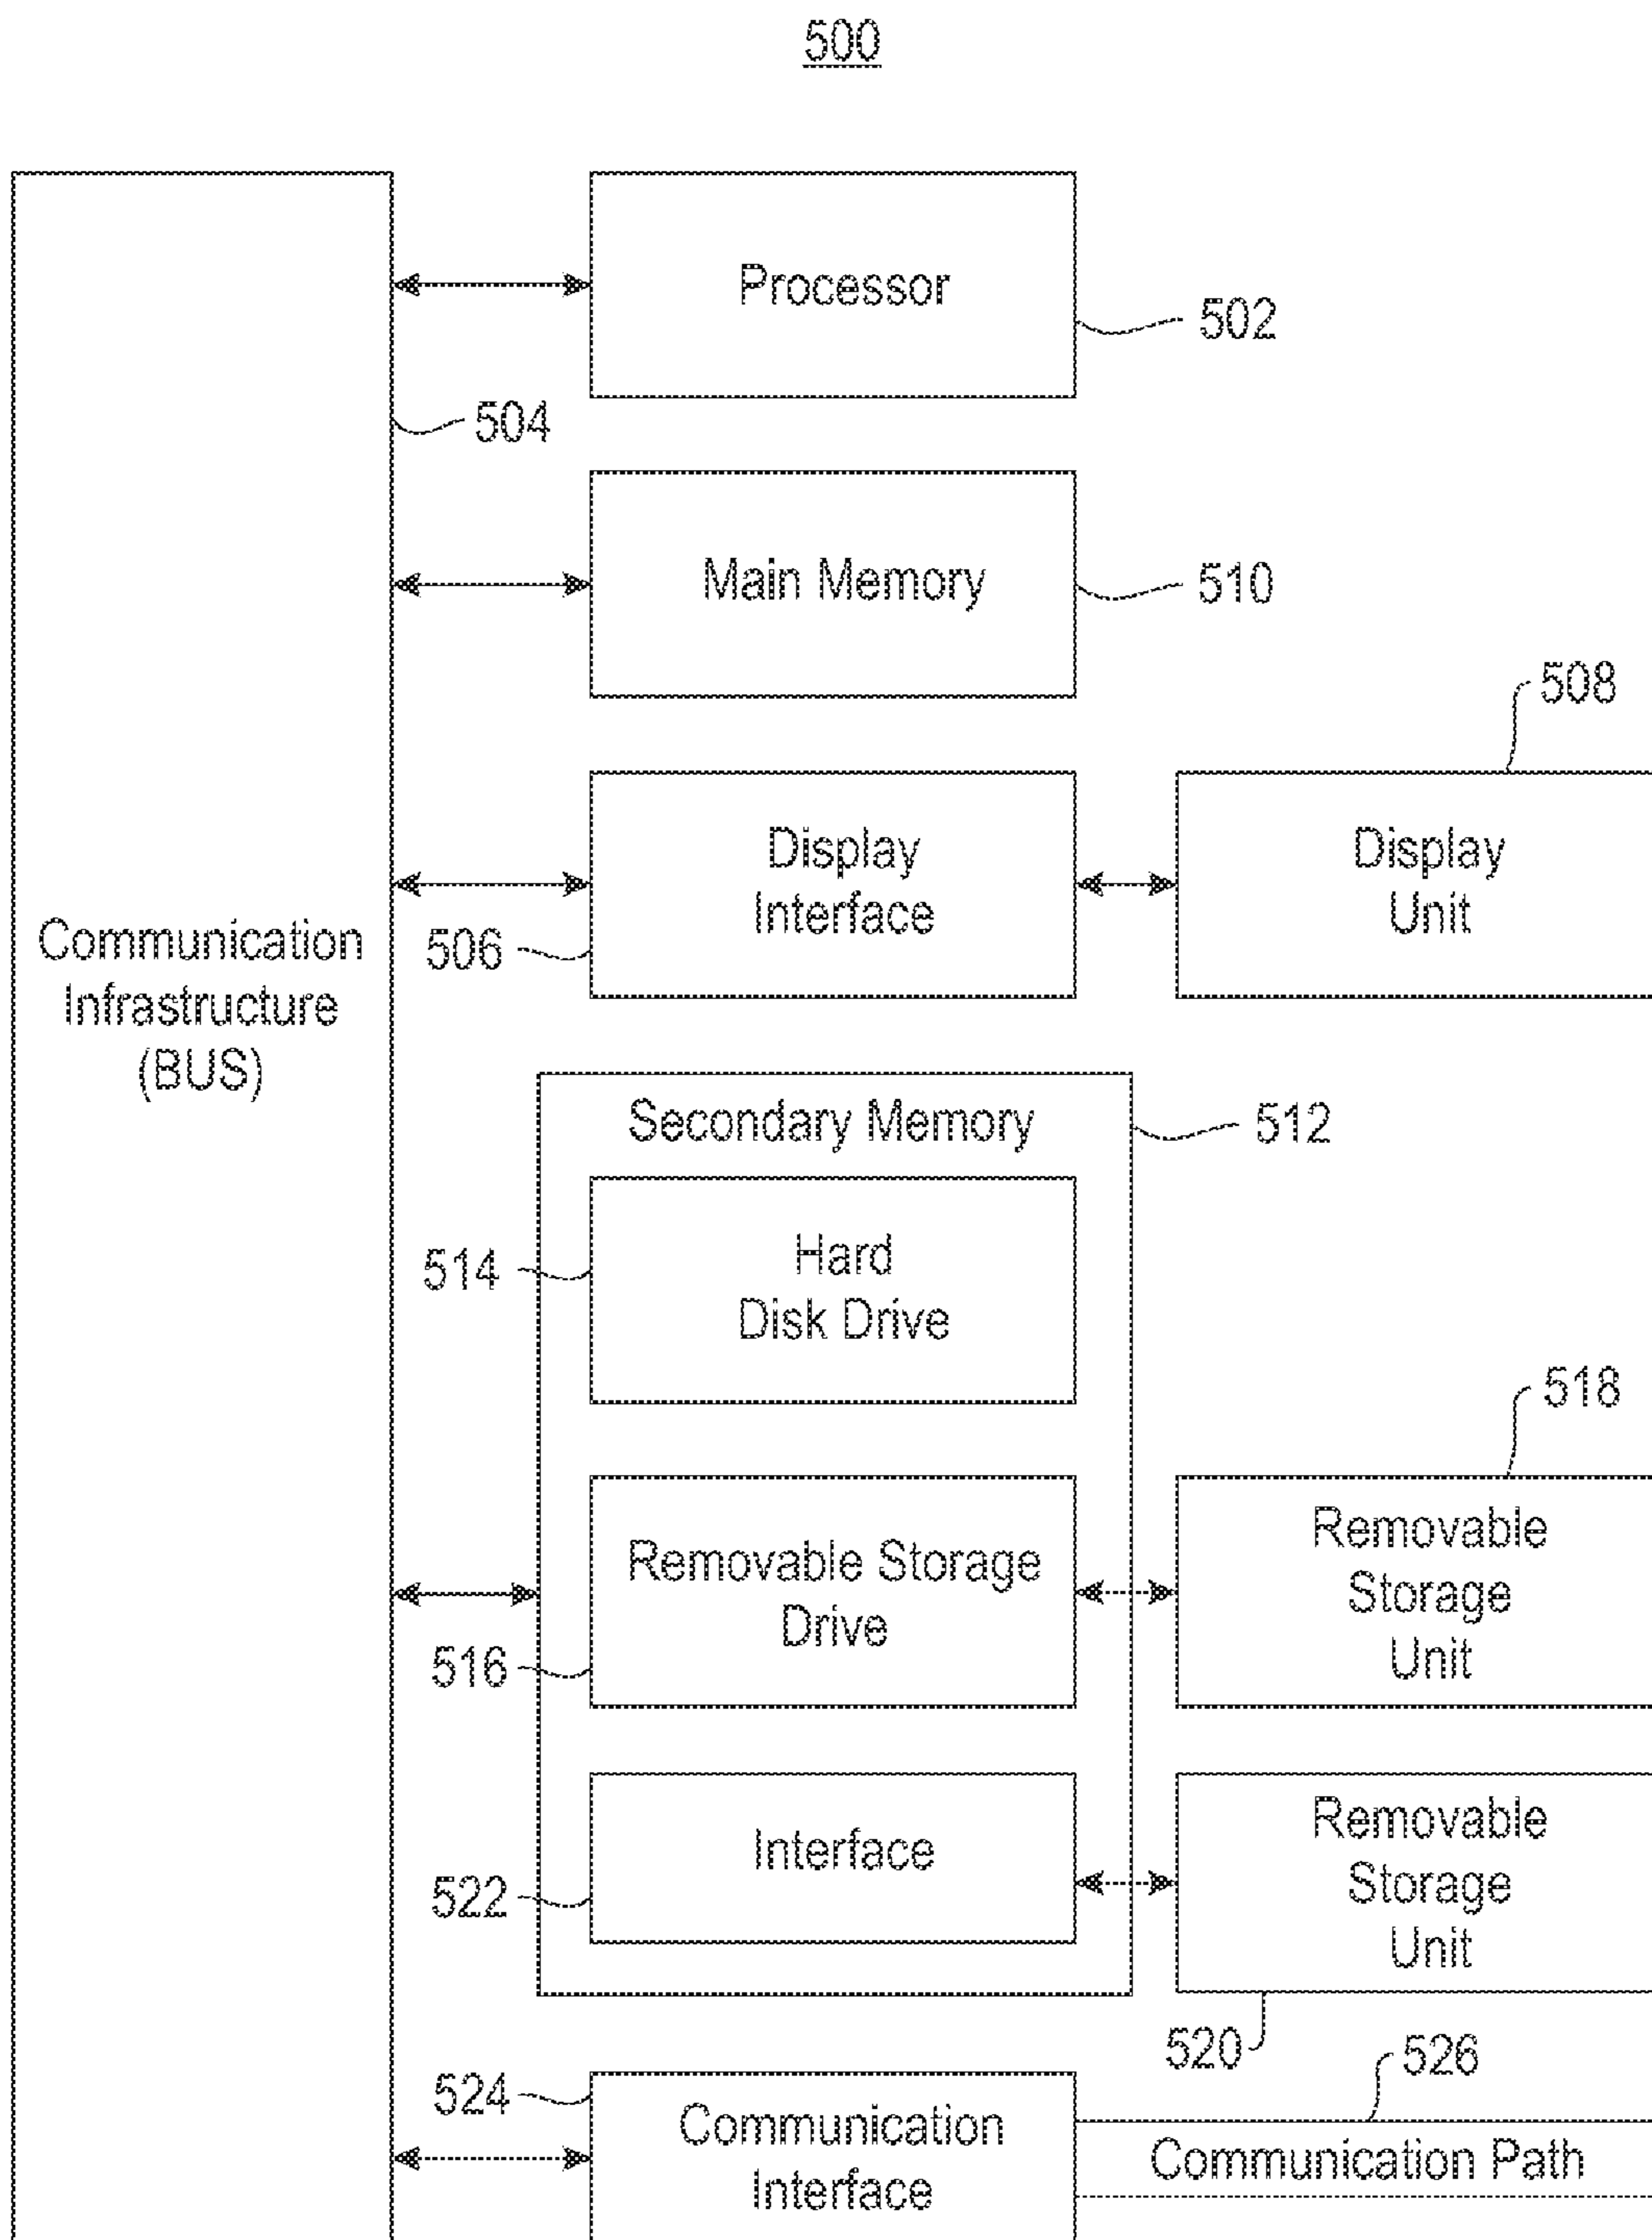 500
Processor
502
504
Main Memory
510
508
Display
Interface
Display
Unit
506
Communication
Infrastructure
(BUS)
Secondary Memory
512
514
Hard
Disk Drive
518
Removable Storage
Drive
Removable
Storage
Unit
516
Interface
Removable
Storage
Unit
522
520
526
524
Communication
Interface
Communication Path